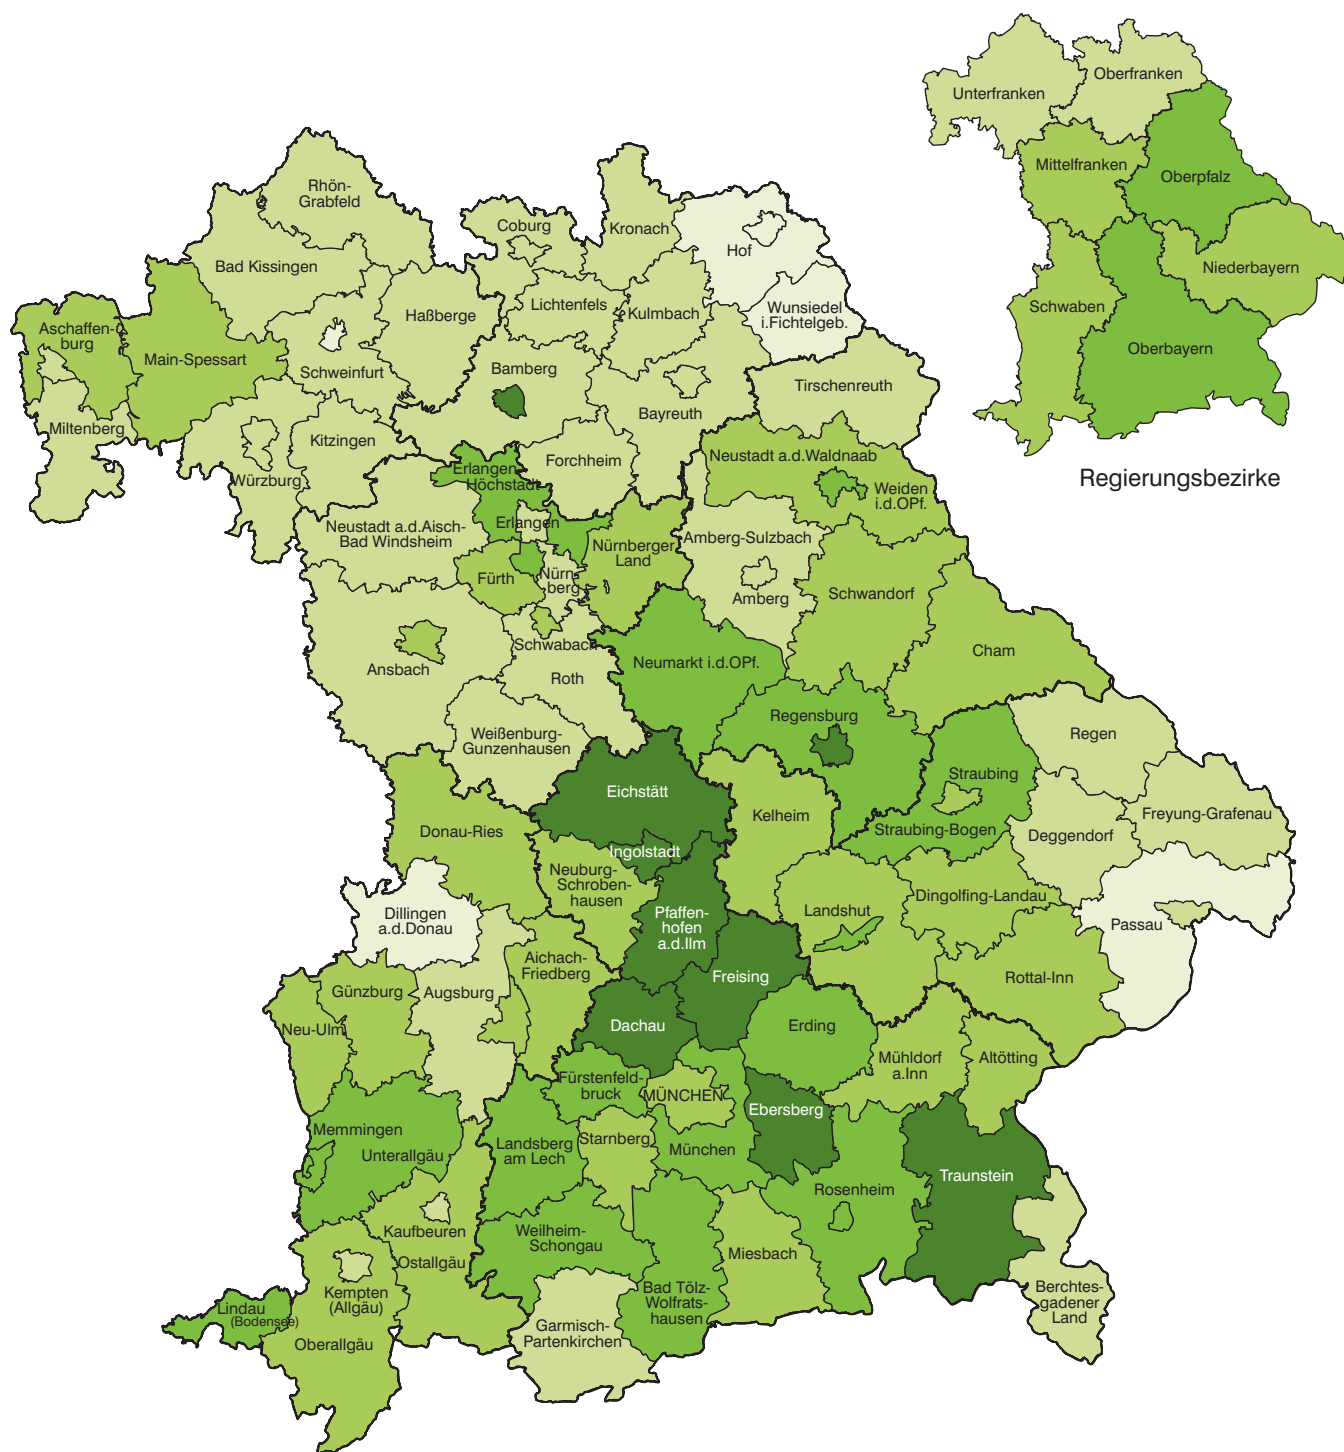 Unterfranken
Oberfranken
Mittelfranken
Oberpfalz
Niederbayern
Schwaben
Oberbayern
Regierungsbezirke
Rhön-
Grabfeld
Coburg
Kronach
Hof
Bad Kissingen
Wunsiedel
i.Fichtelgeb.
Lichtenfels
Kulmbach
Haßberge
Aschaffen-
burg
Main-Spessart
Schweinfurt
Bamberg
Tirschenreuth
Bayreuth
Miltenberg
Kitzingen
Würzburg
Forchheim
Neustadt a.d.Waldnaab
Weiden
i.d.OPf.
Erlangen-
Höchstadt
Erlangen
Neustadt a.d.Aisch-
Bad Windsheim
Nürnberger
Land
Amberg-Sulzbach
Amberg
Fürth
Nürn-
berg
Schwandorf
Schwabach
Ansbach
Roth
Neumarkt i.d.OPf.
Cham
Regensburg
Weißenburg-
Gunzenhausen
Regen
Straubing
Eichstätt
Kelheim
Freyung-Grafenau
Donau-Ries
Straubing-Bogen
Deggendorf
Ingolstadt
Neuburg-
Schroben-
hausen
Dingolfing-Landau
Dillingen
a.d.Donau
Pfaffen-
hofen
a.d.Ilm
Landshut
Passau
Aichach-
Friedberg
Freising
Rottal-Inn
Günzburg
Augsburg
Neu-Ulm
Dachau
Erding
Mühldorf
a.Inn
Altötting
Fürstenfeld-
bruck
MÜNCHEN
Ebersberg
Memmingen
Unterallgäu
Landsberg
am Lech
Starnberg
München
Traunstein
Rosenheim
Kaufbeuren
Ostallgäu
Weilheim-
Schongau
Miesbach
Kempten
(Allgäu)
Bad Tölz-
Wolfrats-
hausen
Berchtes-
gadener
Land
Lindau
(Bodensee)
Oberallgäu
Garmisch-
Partenkirchen